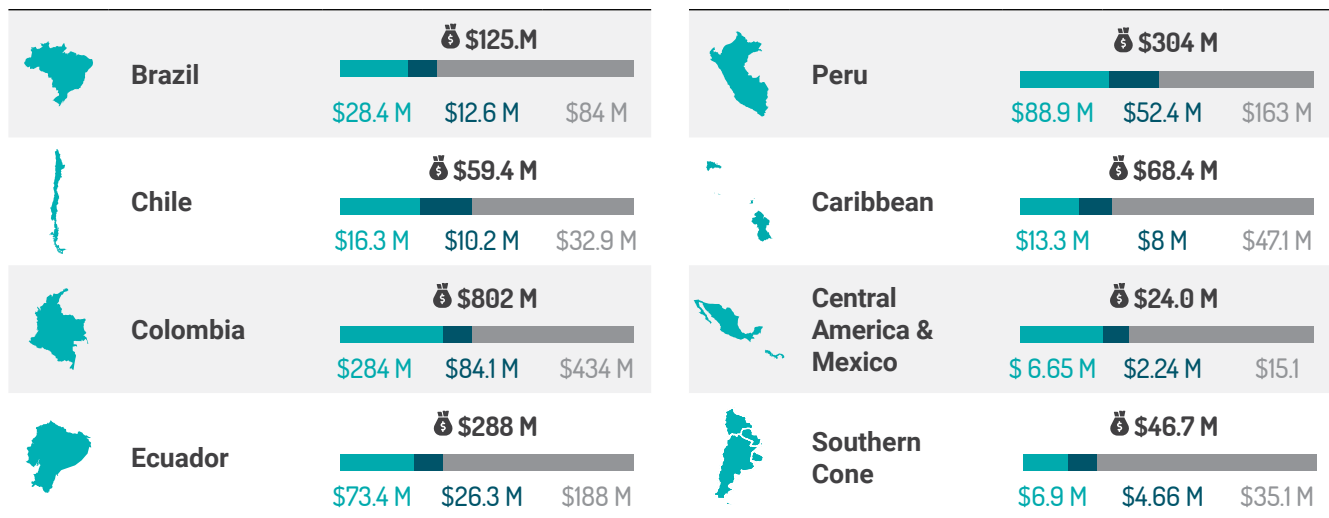 $125.M
Brazil
$28.4 M $12.6 M $84 M
$59.4 M
Chile
$16.3 M $10.2 M $32.9 M
$802 M
Colombia
$284 M $84.1 M $434 M
$288 M
Ecuador
$73.4 M $26.3 M $188 M
$304 M
Peru
$88.9 M $52.4 M $163 M
$68.4 M
Caribbean
$13.3 M $8 M $47.1 M
$24.0 M
Central
America &
Mexico
$ 6.65 M $2.24 M $15.1
$46.7 M
Southern
Cone
$6.9 M $4.66 M $35.1 M